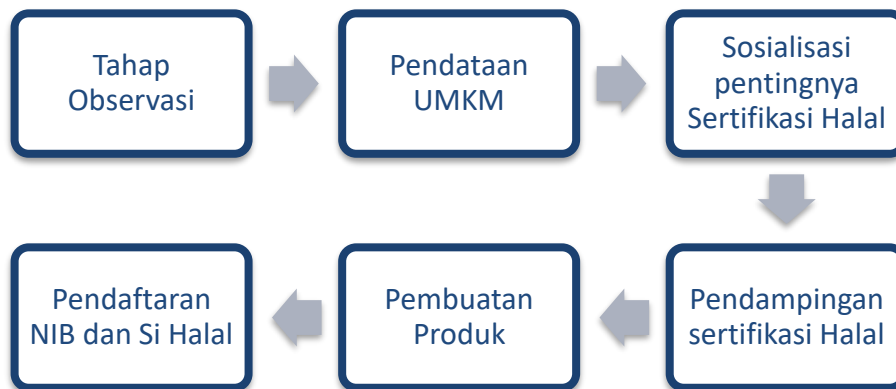 Tahap
Observasi
Pendataan
UMKM
Sosialisasi
pentingnya
Sertifikasi Halal
Pendampingan
sertifikasi Halal
Pembuatan
Produk
Pendaftaran
NIB dan Si Halal